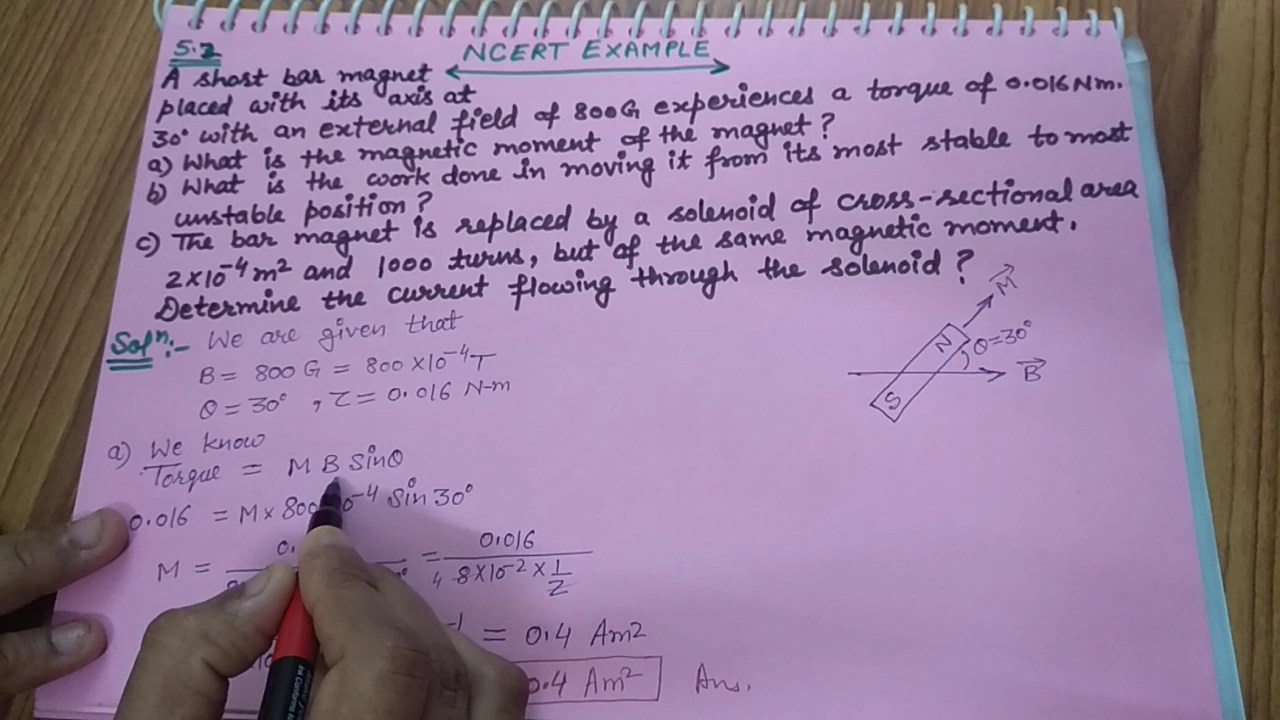 5.2 NCERT EXAMPLE
A short bar magnet
placed with its axis at
30° with an external field of 800G experiences a torque of 0.016 Nm.
a) What is the magnetic moment of the magnet?
b) What is the work done in moving it from its most stable to most
unstable position?
c) The bar magnet is replaced by a solenoid of cross-sectional area
2×10⁻⁴ m² and 1000 turns, but of the same magnetic moment.
Determine the current flowing through the solenoid?
Solⁿ:- We are given that
B = 800 G = 800 ×10⁻⁴ T
θ = 30° , τ = 0.016 N-m
M
N θ=30°
B
S
a) We know
Torque = M B sinθ
0.016 = M × 800 0⁻⁴ sin 30°
M = 0. = 0.016
8×10⁻² × 1/2
4
= 0.4 Am²
0.4 Am² Ans.